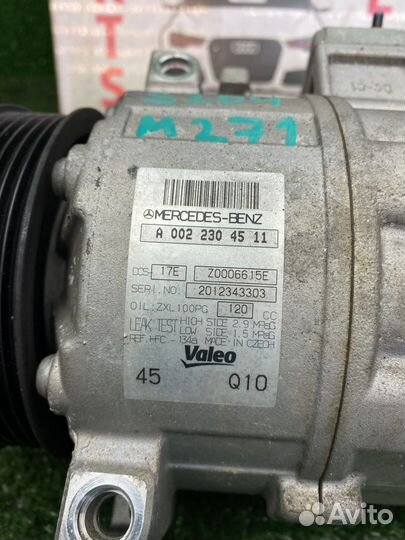 M271
MERCEDES-BENZ
A 002 230 45 11
DCS- 17E Z0006615E
SERI.NO: 2012343303
OIL: ZXL100PG 120 CC
LEAK TEST HIGH SIDE 2.9 MPaG
LOW SIDE 1.5 MPaG
REF. HFC - 134a MADE IN CZECH
Valeo
45 Q10
Avito